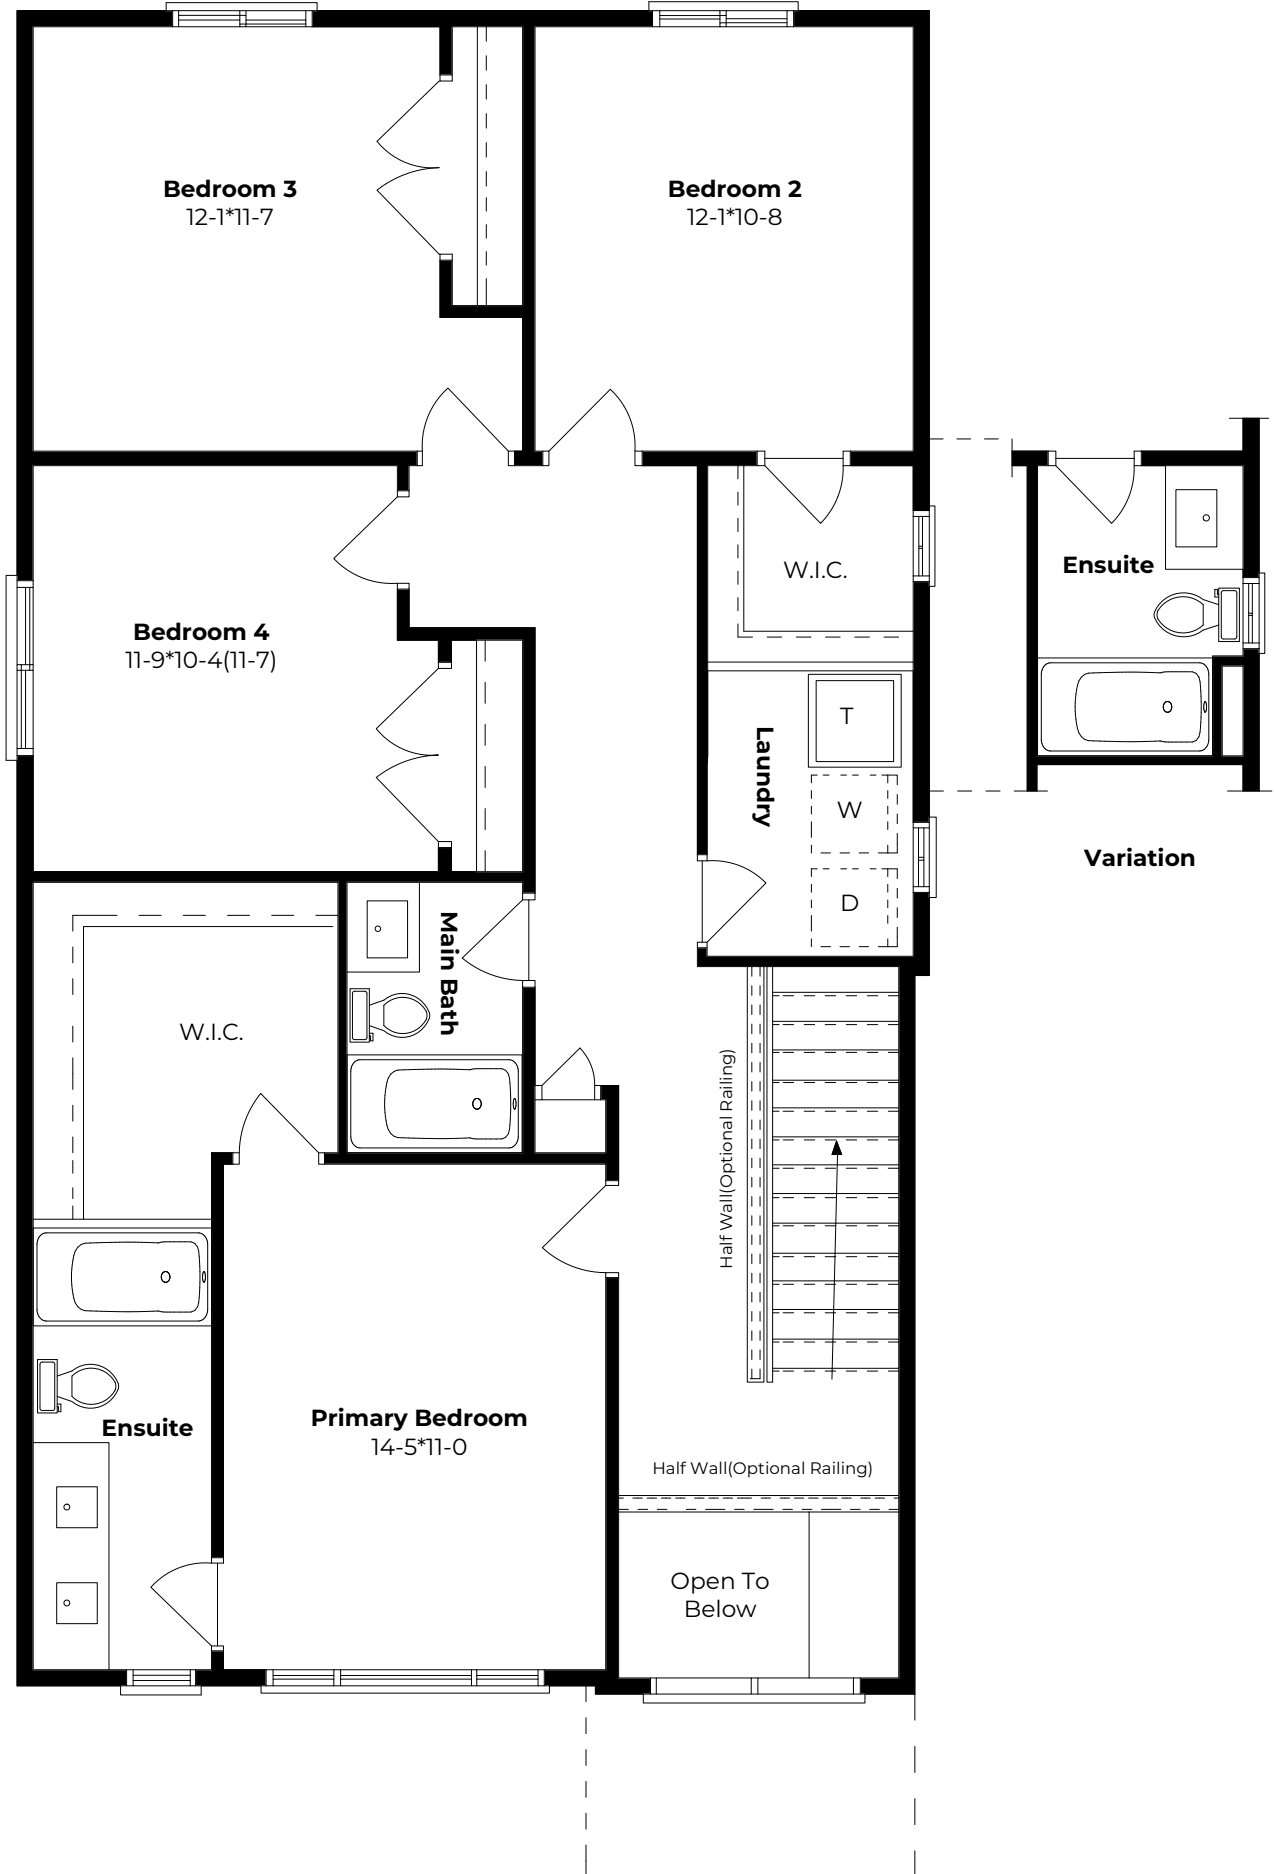 Bedroom 3
12-1*11-7
Bedroom 2
12-1*10-8
W.I.C.
Ensuite
Bedroom 4
11-9*10-4(11-7)
T
Laundry
W
D
Variation
Main Bath
W.I.C.
Half Wall(Optional Railing)
Ensuite
Primary Bedroom
14-5*11-0
Half Wall(Optional Railing)
Open To
Below